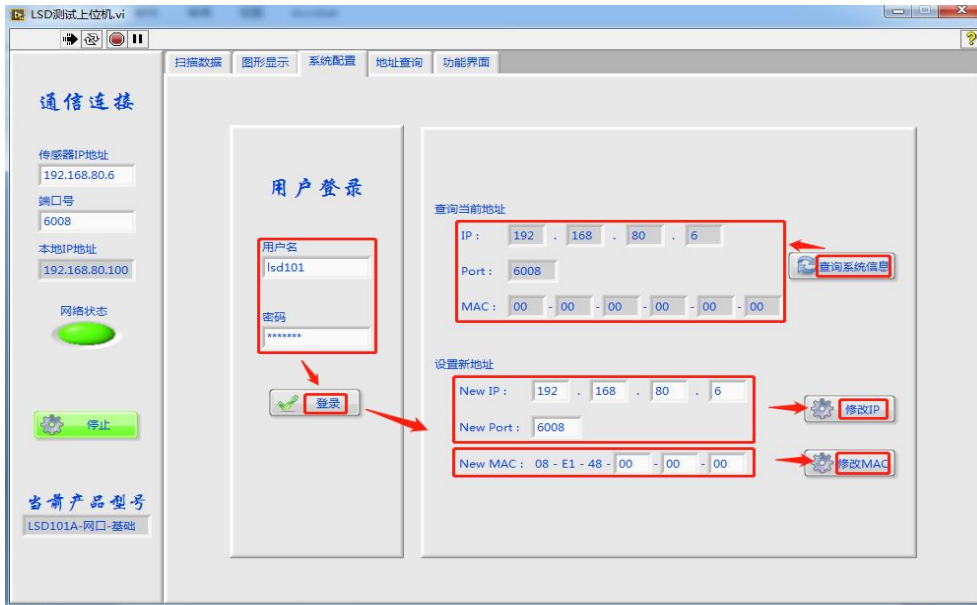 LSD测试上位机.vi
扫描数据 图形显示 系统配置 地址查询 功能界面
通信连接
传感器IP地址
192.168.80.6
端口号
6008
本地IP地址
192.168.80.100
网络状态
停止
当前产品型号
LSD101A-网口-基础
用户登录
用户名
lsd101
密码
*******
登录
查询当前地址
IP： 192 . 168 . 80 . 6
Port： 6008
MAC： 00 - 00 - 00 - 00 - 00 - 00
查询系统信息
设置新地址
New IP： 192 . 168 . 80 . 6
New Port： 6008
修改IP
New MAC： 08 - E1 - 48 - 00 - 00 - 00
修改MAC